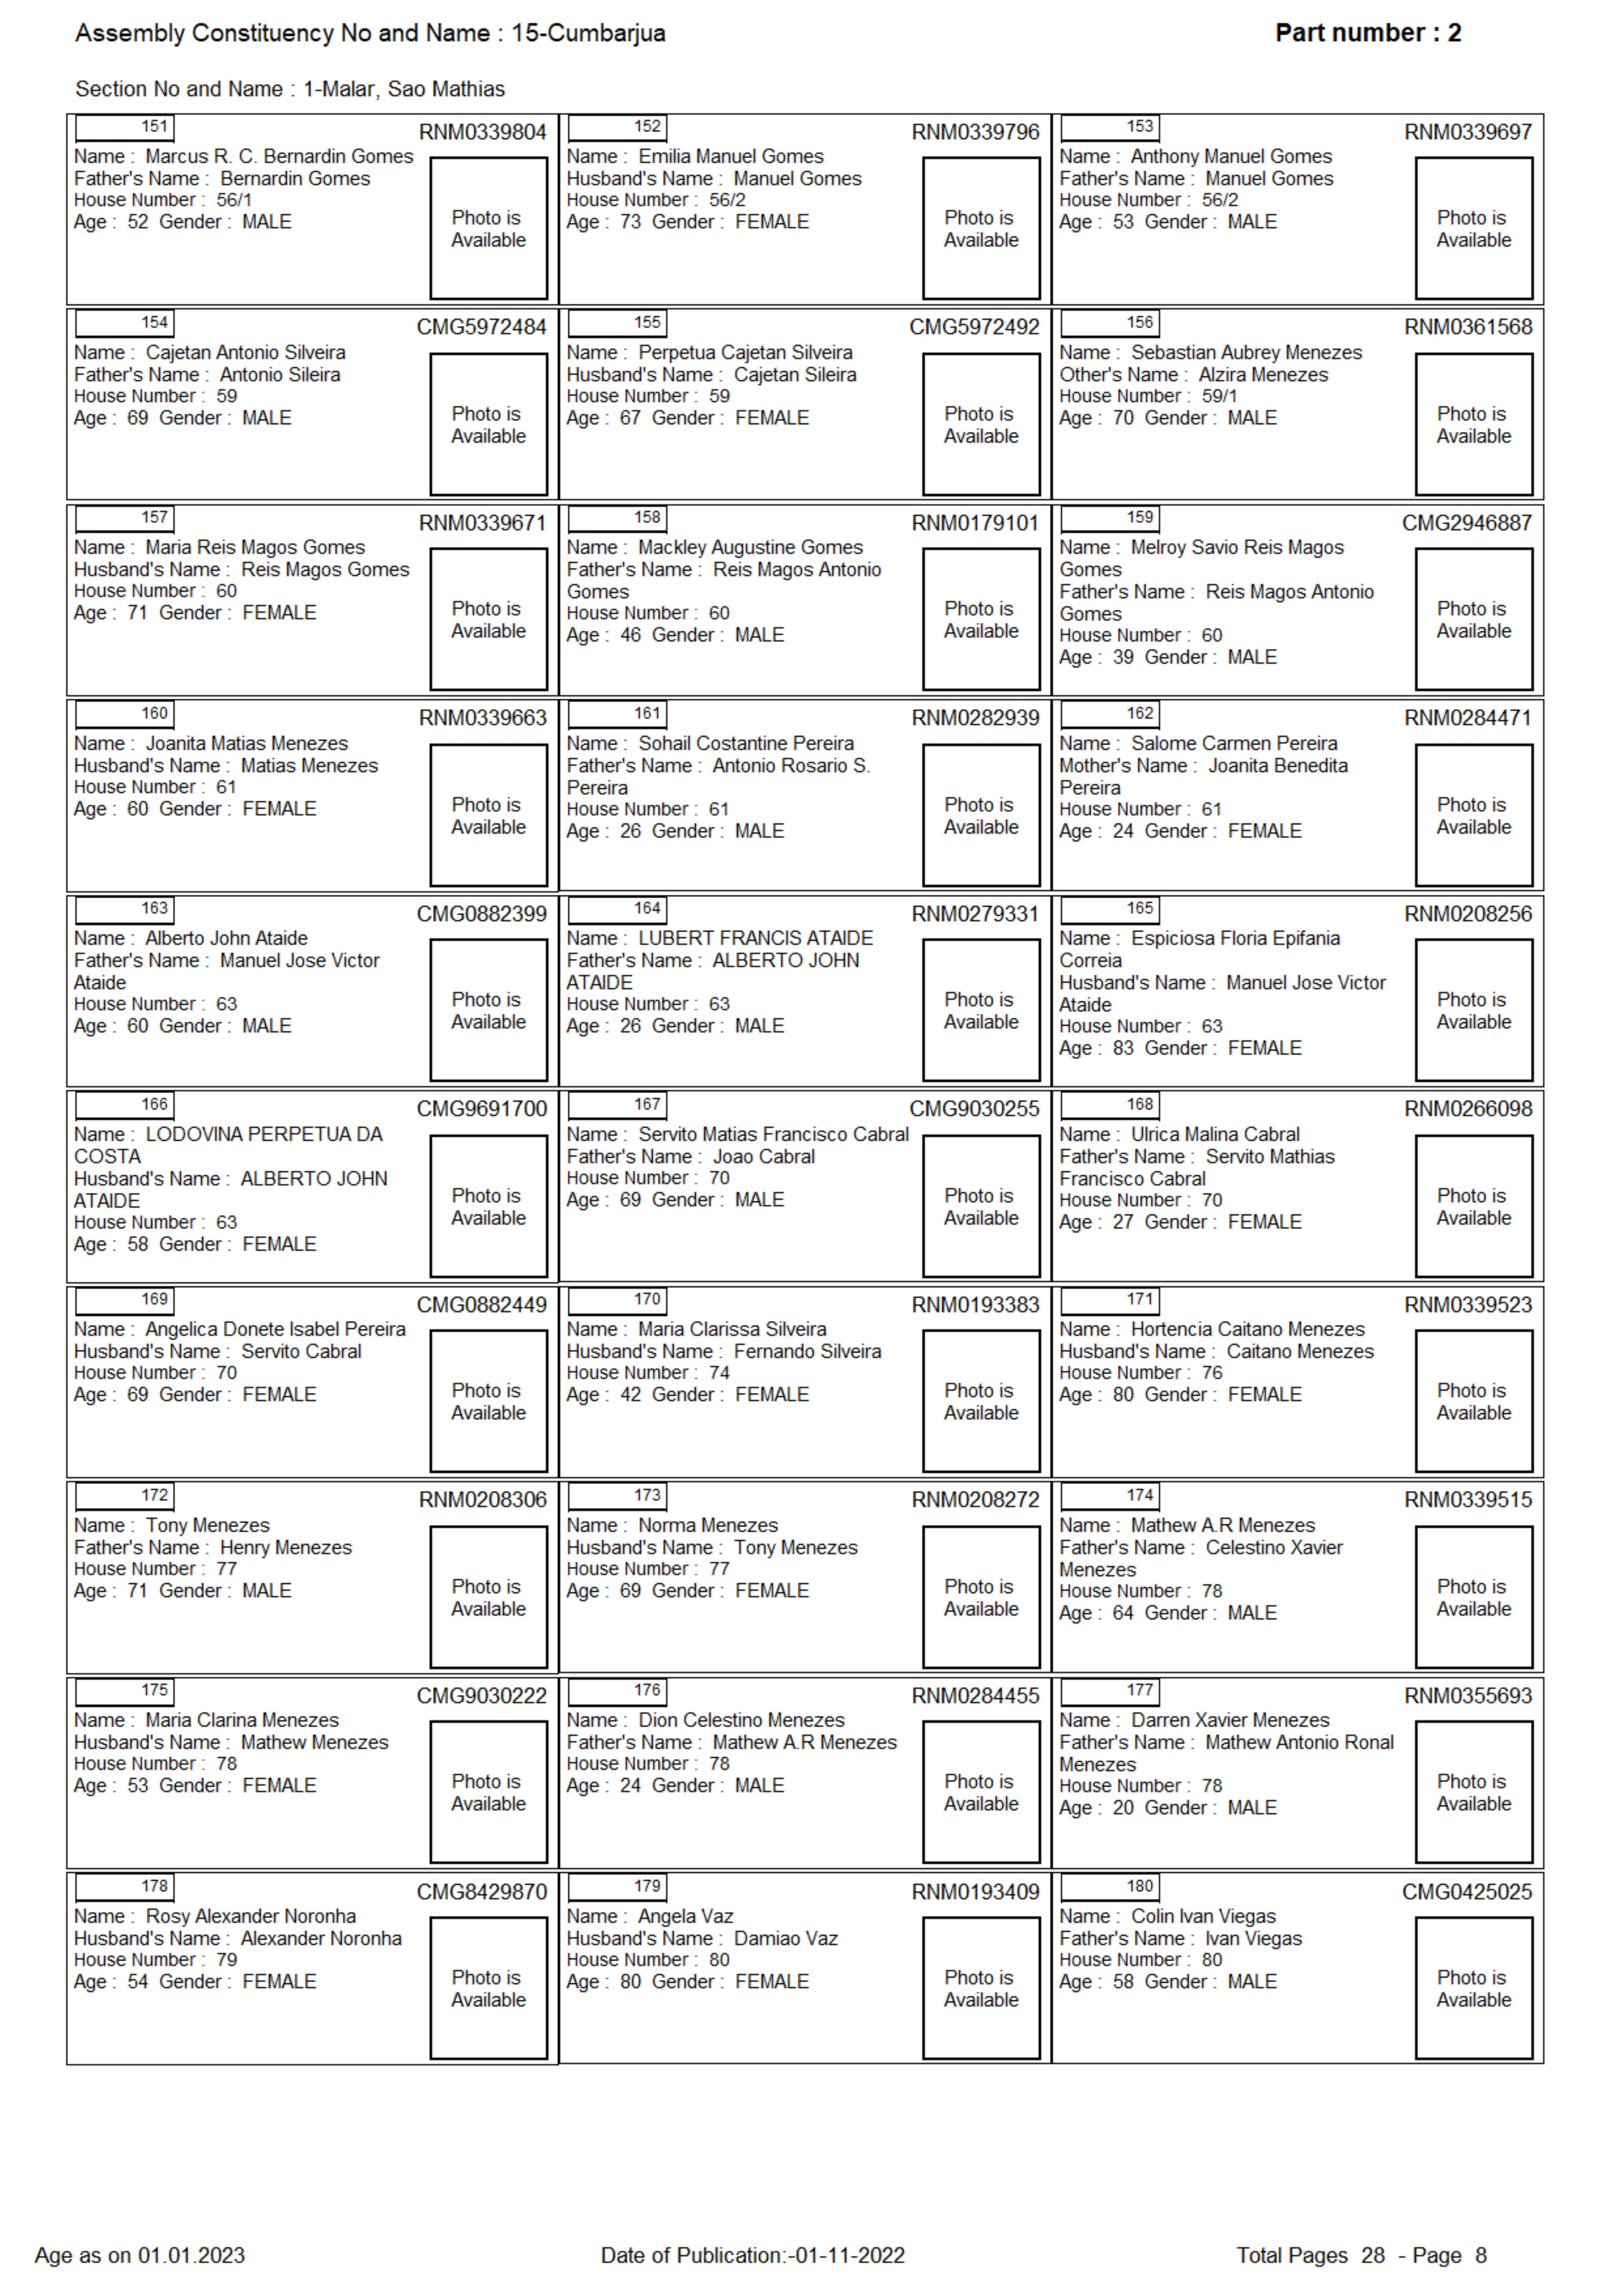 Assembly Constituency No and Name : 15-Cumbarjua
Part number : 2
Section No and Name : 1-Malar, Sao Mathias
151
RNM0339804
Name : Marcus R. C. Bernardin Gomes
Father's Name : Bernardin Gomes
House Number : 56/1
Age : 52 Gender : MALE
Photo is
Available
152
RNM0339796
Name : Emilia Manuel Gomes
Husband's Name : Manuel Gomes
House Number : 56/2
Age : 73 Gender : FEMALE
Photo is
Available
153
RNM0339697
Name : Anthony Manuel Gomes
Father's Name : Manuel Gomes
House Number : 56/2
Age : 53 Gender : MALE
Photo is
Available
154
CMG5972484
Name : Cajetan Antonio Silveira
Father's Name : Antonio Sileira
House Number : 59
Age : 69 Gender : MALE
Photo is
Available
155
CMG5972492
Name : Perpetua Cajetan Silveira
Husband's Name : Cajetan Sileira
House Number : 59
Age : 67 Gender : FEMALE
Photo is
Available
156
RNM0361568
Name : Sebastian Aubrey Menezes
Other's Name : Alzira Menezes
House Number : 59/1
Age : 70 Gender : MALE
Photo is
Available
157
RNM0339671
Name : Maria Reis Magos Gomes
Husband's Name : Reis Magos Gomes
House Number : 60
Age : 71 Gender : FEMALE
Photo is
Available
158
RNM0179101
Name : Mackley Augustine Gomes
Father's Name : Reis Magos Antonio
Gomes
House Number : 60
Age : 46 Gender : MALE
Photo is
Available
159
CMG2946887
Name : Melroy Savio Reis Magos
Gomes
Father's Name : Reis Magos Antonio
Gomes
House Number : 60
Age : 39 Gender : MALE
Photo is
Available
160
RNM0339663
Name : Joanita Matias Menezes
Husband's Name : Matias Menezes
House Number : 61
Age : 60 Gender : FEMALE
Photo is
Available
161
RNM0282939
Name : Sohail Costantine Pereira
Father's Name : Antonio Rosario S.
Pereira
House Number : 61
Age : 26 Gender : MALE
Photo is
Available
162
RNM0284471
Name : Salome Carmen Pereira
Mother's Name : Joanita Benedita
Pereira
House Number : 61
Age : 24 Gender : FEMALE
Photo is
Available
163
CMG0882399
Name : Alberto John Ataide
Father's Name : Manuel Jose Victor
Ataide
House Number : 63
Age : 60 Gender : MALE
Photo is
Available
164
RNM0279331
Name : LUBERT FRANCIS ATAIDE
Father's Name : ALBERTO JOHN
ATAIDE
House Number : 63
Age : 26 Gender : MALE
Photo is
Available
165
RNM0208256
Name : Espiciosa Floria Epifania
Correia
Husband's Name : Manuel Jose Victor
Ataide
House Number : 63
Age : 83 Gender : FEMALE
Photo is
Available
166
CMG9691700
Name : LODOVINA PERPETUA DA
COSTA
Husband's Name : ALBERTO JOHN
ATAIDE
House Number : 63
Age : 58 Gender : FEMALE
Photo is
Available
167
CMG9030255
Name : Servito Matias Francisco Cabral
Father's Name : Joao Cabral
House Number : 70
Age : 69 Gender : MALE
Photo is
Available
168
RNM0266098
Name : Ulrica Malina Cabral
Father's Name : Servito Mathias
Francisco Cabral
House Number : 70
Age : 27 Gender : FEMALE
Photo is
Available
169
CMG0882449
Name : Angelica Donete Isabel Pereira
Husband's Name : Servito Cabral
House Number : 70
Age : 69 Gender : FEMALE
Photo is
Available
170
RNM0193383
Name : Maria Clarissa Silveira
Husband's Name : Fernando Silveira
House Number : 74
Age : 42 Gender : FEMALE
Photo is
Available
171
RNM0339523
Name : Hortencia Caitano Menezes
Husband's Name : Caitano Menezes
House Number : 76
Age : 80 Gender : FEMALE
Photo is
Available
172
RNM0208306
Name : Tony Menezes
Father's Name : Henry Menezes
House Number : 77
Age : 71 Gender : MALE
Photo is
Available
173
RNM0208272
Name : Norma Menezes
Husband's Name : Tony Menezes
House Number : 77
Age : 69 Gender : FEMALE
Photo is
Available
174
RNM0339515
Name : Mathew A.R Menezes
Father's Name : Celestino Xavier
Menezes
House Number : 78
Age : 64 Gender : MALE
Photo is
Available
175
CMG9030222
Name : Maria Clarina Menezes
Husband's Name : Mathew Menezes
House Number : 78
Age : 53 Gender : FEMALE
Photo is
Available
176
RNM0284455
Name : Dion Celestino Menezes
Father's Name : Mathew A.R Menezes
House Number : 78
Age : 24 Gender : MALE
Photo is
Available
177
RNM0355693
Name : Darren Xavier Menezes
Father's Name : Mathew Antonio Ronal
Menezes
House Number : 78
Age : 20 Gender : MALE
Photo is
Available
178
CMG8429870
Name : Rosy Alexander Noronha
Husband's Name : Alexander Noronha
House Number : 79
Age : 54 Gender : FEMALE
Photo is
Available
179
RNM0193409
Name : Angela Vaz
Husband's Name : Damiao Vaz
House Number : 80
Age : 80 Gender : FEMALE
Photo is
Available
180
CMG0425025
Name : Colin Ivan Viegas
Father's Name : Ivan Viegas
House Number : 80
Age : 58 Gender : MALE
Photo is
Available
Age as on 01.01.2023
Date of Publication:-01-11-2022
Total Pages 28 - Page 8